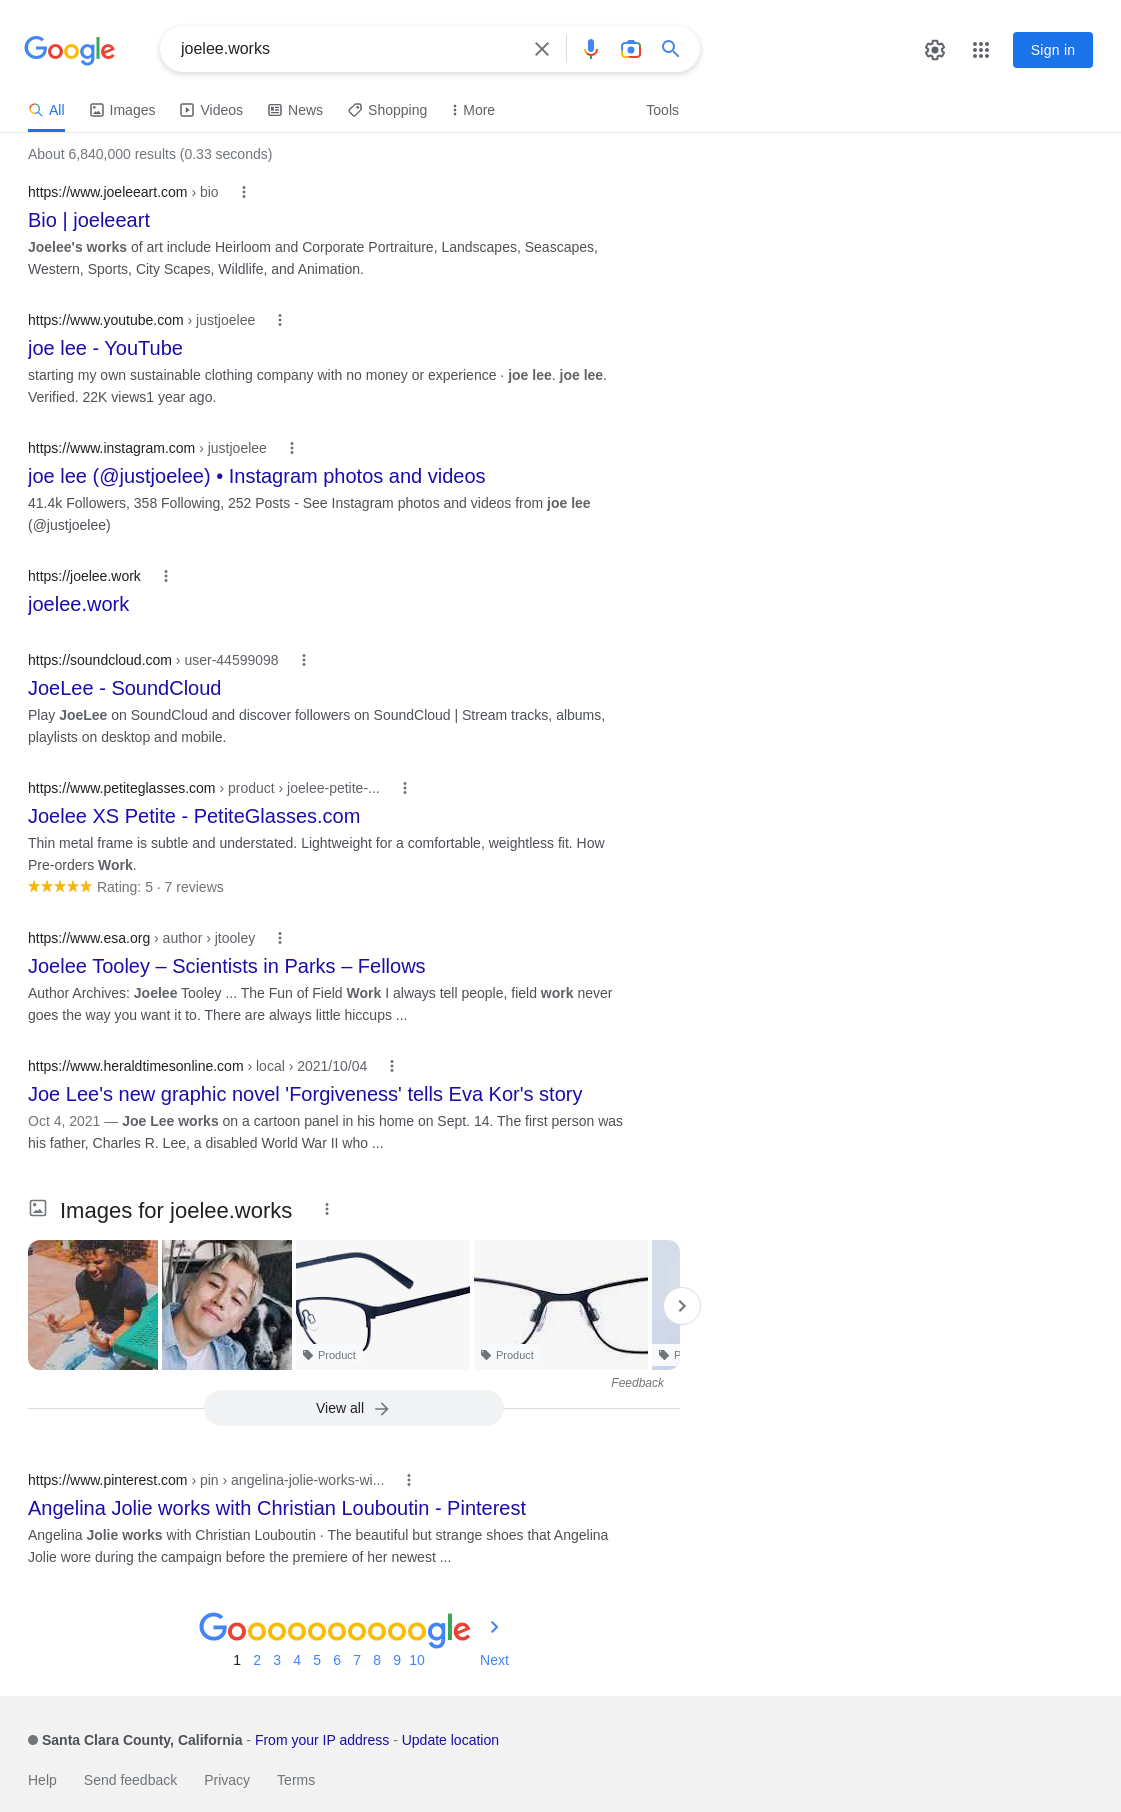 Google
joelee.works
Sign in
All Images Videos News Shopping More Tools
About 6,840,000 results (0.33 seconds)
https://www.joeleeart.com › bio
Bio | joeleeart
Joelee's works of art include Heirloom and Corporate Portraiture, Landscapes, Seascapes,
Western, Sports, City Scapes, Wildlife, and Animation.
https://www.youtube.com › justjoelee
joe lee - YouTube
starting my own sustainable clothing company with no money or experience · joe lee. joe lee.
Verified. 22K views1 year ago.
https://www.instagram.com › justjoelee
joe lee (@justjoelee) • Instagram photos and videos
41.4k Followers, 358 Following, 252 Posts - See Instagram photos and videos from joe lee
(@justjoelee)
https://joelee.work
joelee.work
https://soundcloud.com › user-44599098
JoeLee - SoundCloud
Play JoeLee on SoundCloud and discover followers on SoundCloud | Stream tracks, albums,
playlists on desktop and mobile.
https://www.petiteglasses.com › product › joelee-petite-...
Joelee XS Petite - PetiteGlasses.com
Thin metal frame is subtle and understated. Lightweight for a comfortable, weightless fit. How
Pre-orders Work.
Rating: 5 · 7 reviews
https://www.esa.org › author › jtooley
Joelee Tooley – Scientists in Parks – Fellows
Author Archives: Joelee Tooley ... The Fun of Field Work I always tell people, field work never
goes the way you want it to. There are always little hiccups ...
https://www.heraldtimesonline.com › local › 2021/10/04
Joe Lee's new graphic novel 'Forgiveness' tells Eva Kor's story
Oct 4, 2021 — Joe Lee works on a cartoon panel in his home on Sept. 14. The first person was
his father, Charles R. Lee, a disabled World War II who ...
Images for joelee.works
Product
Product
P
Feedback
View all
https://www.pinterest.com › pin › angelina-jolie-works-wi...
Angelina Jolie works with Christian Louboutin - Pinterest
Angelina Jolie works with Christian Louboutin · The beautiful but strange shoes that Angelina
Jolie wore during the campaign before the premiere of her newest ...
Goooooooooogle
1 2 3 4 5 6 7 8 9 10 Next
Santa Clara County, California - From your IP address - Update location
Help Send feedback Privacy Terms